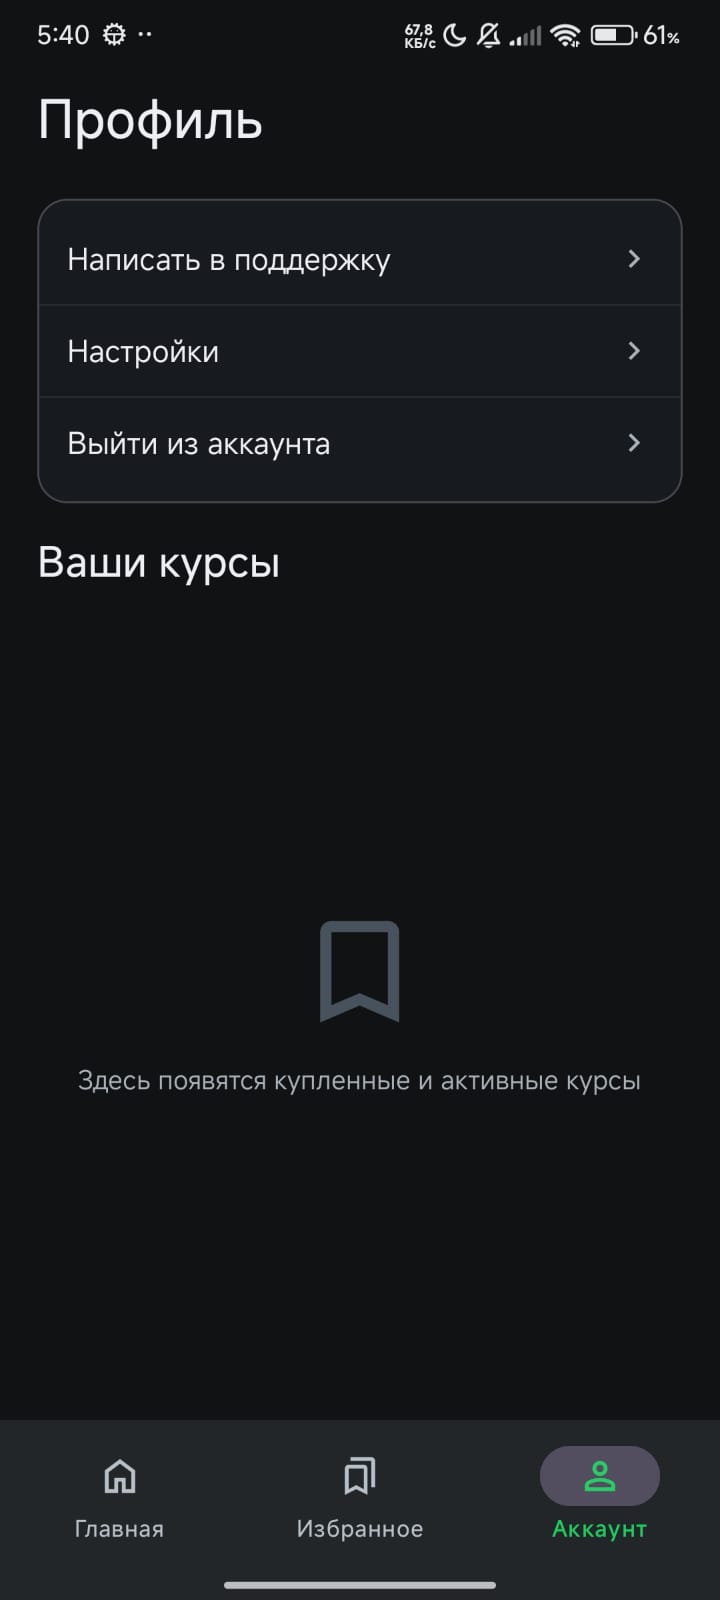 5:40
67,8
КБ/с
61%
Профиль
Написать в поддержку
Настройки
Выйти из аккаунта
Ваши курсы
Здесь появятся купленные и активные курсы
Главная
Избранное
Аккаунт